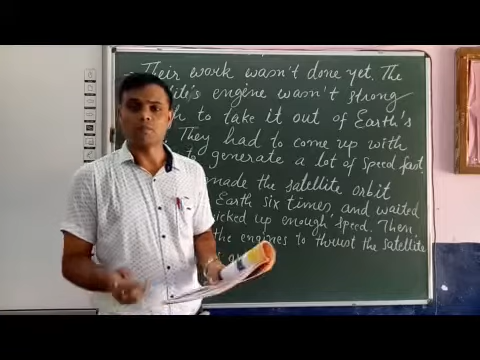 Their work wasn't done yet. The
engine wasn't strong
to take it out of Earth's
They had to come up with
to generate a lot of speed fast.
made the satellite orbit
Earth six times, and waited
picked up enough speed. Then,
the engines to thrust the satellite